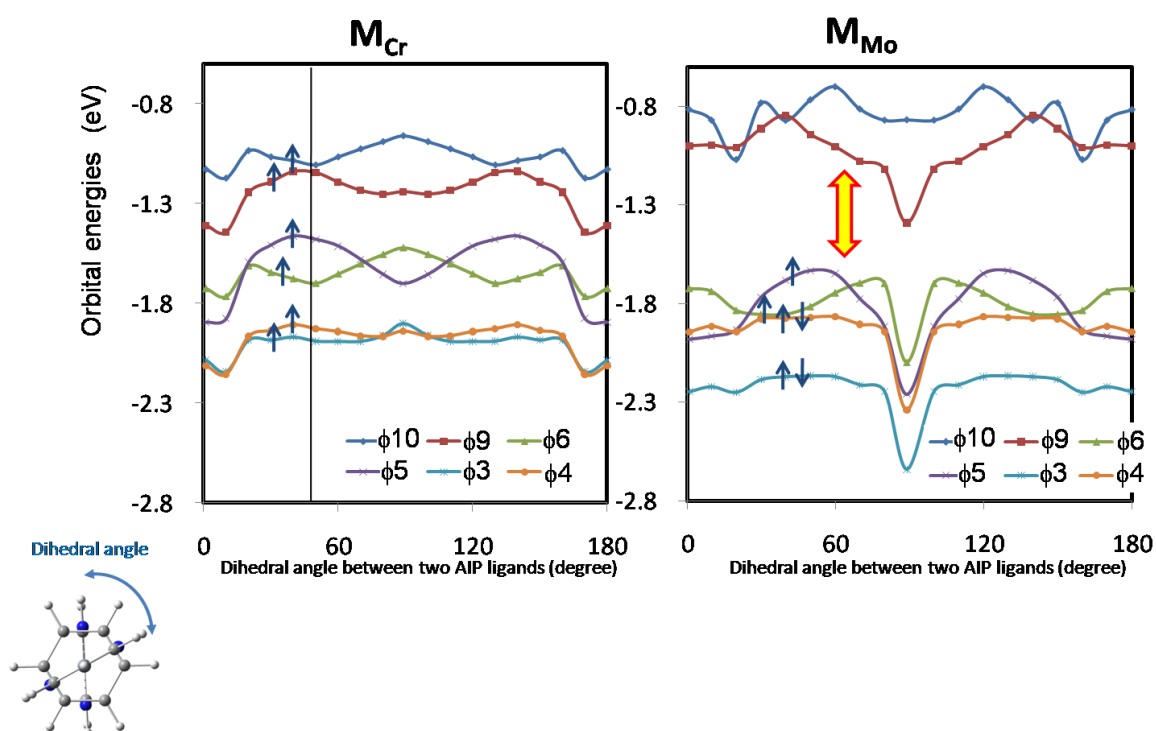 M_Cr
M_Mo
Orbital energies (eV)
-0.8
-1.3
-1.8
-2.3
-2.8
ϕ10 ϕ9 ϕ6
ϕ5 ϕ3 ϕ4
0 60 120 180
Dihedral angle between two AIP ligands (degree)
-0.8
-1.3
-1.8
-2.3
-2.8
ϕ10 ϕ9 ϕ6
ϕ5 ϕ3 ϕ4
0 60 120 180
Dihedral angle between two AIP ligands (degree)
Dihedral angle